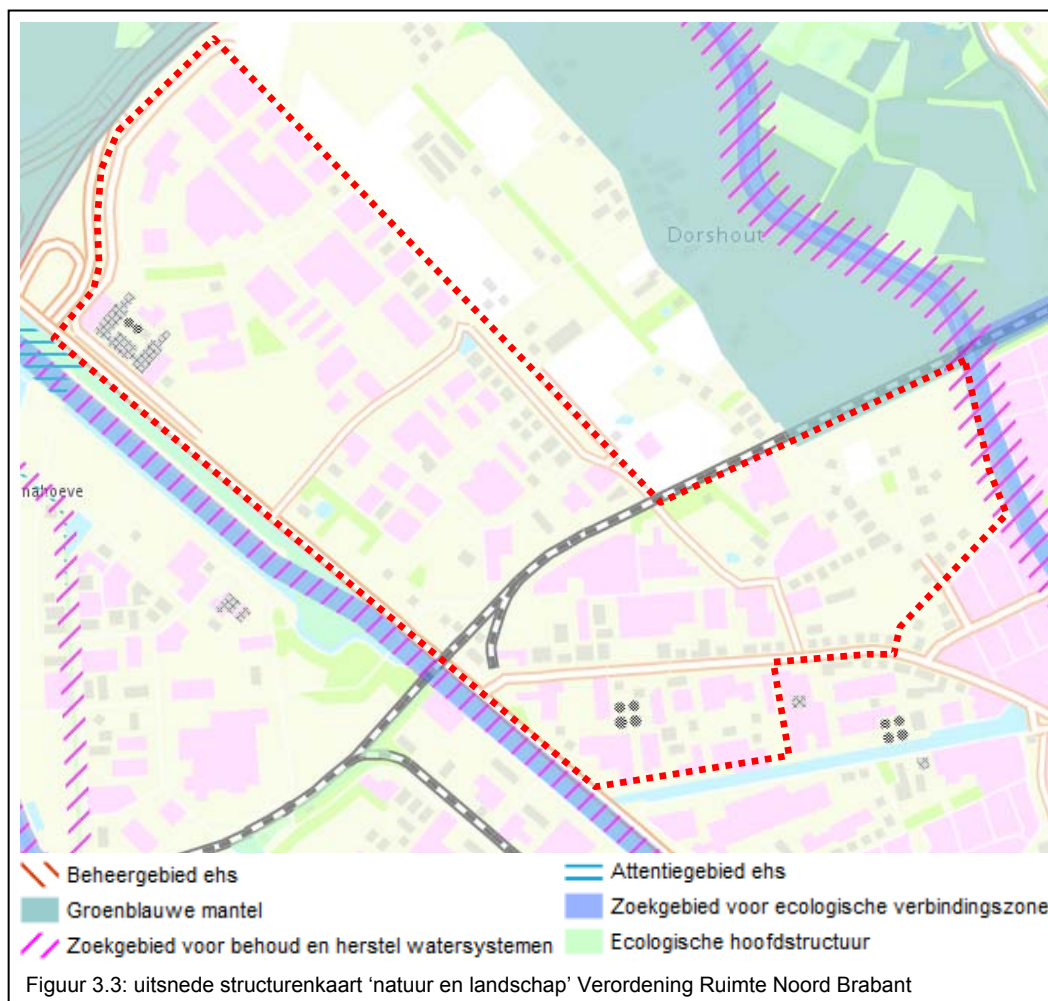 Dorshout
nahoeve
Beheergebied ehs
Attentiegebied ehs
Groenblauwe mantel
Zoekgebied voor ecologische verbindingszone
Zoekgebied voor behoud en herstel watersystemen
Ecologische hoofdstructuur
Figuur 3.3: uitsnede structurenkaart ‘natuur en landschap’ Verordening Ruimte Noord Brabant